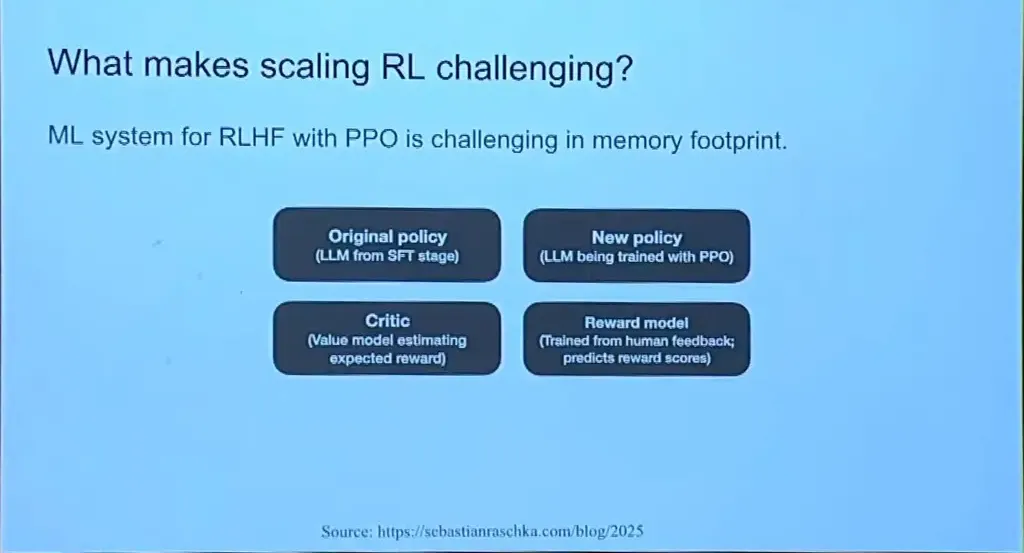 What makes scaling RL challenging?
ML system for RLHF with PPO is challenging in memory footprint.
Original policy
(LLM from SFT stage)
New policy
(LLM being trained with PPO)
Critic
(Value model estimating
expected reward)
Reward model
(Trained from human feedback;
predicts reward scores)
Source: https://sebastianraschka.com/blog/2025